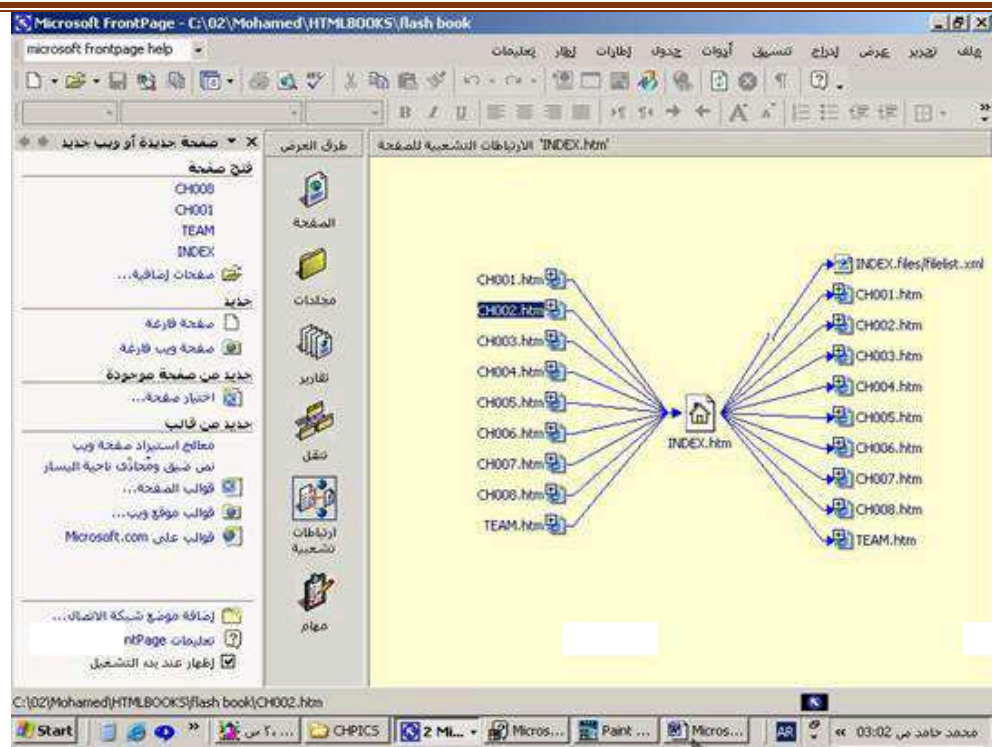 Microsoft FrontPage - C:\02\Mohamed\HTMLBOOKS\flash book
microsoft frontpage help
ملف تحرير عرض إدراج تنسيق أدوات جدول إطارات إطار تعليمات
صفحة جديدة أو ويب جديد
فتح صفحة
CH008
CH001
TEAM
INDEX
صفحات إضافية...
جديد
صفحة فارغة
صفحة ويب فارغة
جديد من صفحة موجودة
اختيار صفحة...
جديد من قالب
معالج استيراد صفحة ويب
نص ضيق ومحاذى ناحية اليسار
قوالب الصفحة...
قوالب موقع ويب...
قوالب على Microsoft.com
إضافة موضع شبكة الاتصال...
تعليمات ntPage
إظهار عند بدء التشغيل
طرق العرض
الصفحة
مجلدات
تقارير
تنقل
ارتباطات تشعبية
مهام
الارتباطات التشعبية للصفحة 'INDEX.htm'
CH001.htm
CH002.htm
CH003.htm
CH004.htm
CH005.htm
CH006.htm
CH007.htm
CH008.htm
TEAM.htm
INDEX.htm
INDEX.files/filelist.xml
CH001.htm
CH002.htm
CH003.htm
CH004.htm
CH005.htm
CH006.htm
CH007.htm
CH008.htm
TEAM.htm
C:\02\Mohamed\HTMLBOOKS\flash book\CH002.htm
Start
CHPICS
2 Mi...
Micros...
Paint ...
Micros...
AR
03:02 ص
محمد حامد